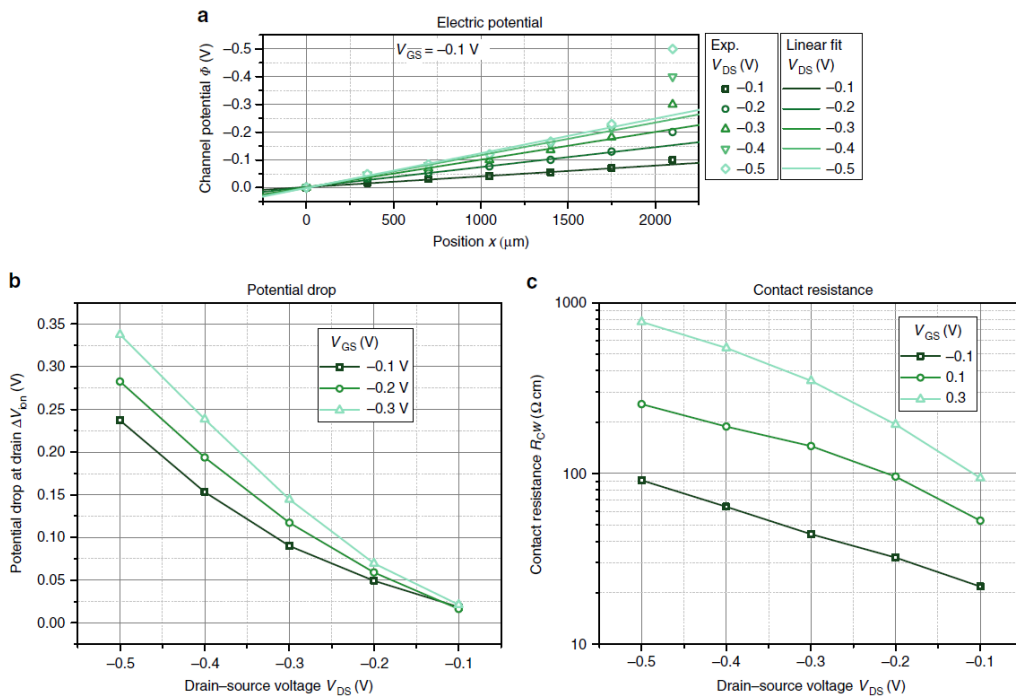 a
Electric potential
V_GS = –0.1 V
Channel potential Φ (V)
–0.5
–0.4
–0.3
–0.2
–0.1
0.0
0
500
1000
1500
2000
Position x (μm)
Exp.
V_DS (V)
–0.1
–0.2
–0.3
–0.4
–0.5
Linear fit
V_DS (V)
–0.1
–0.2
–0.3
–0.4
–0.5
b
Potential drop
Potential drop at drain ΔV_ion (V)
0.35
0.30
0.25
0.20
0.15
0.10
0.05
0.00
V_GS (V)
–0.1 V
–0.2 V
–0.3 V
–0.5
–0.4
–0.3
–0.2
–0.1
Drain–source voltage V_DS (V)
c
Contact resistance
Contact resistance R_C w (Ω cm)
1000
100
10
V_GS (V)
–0.1
0.1
0.3
–0.5
–0.4
–0.3
–0.2
–0.1
Drain–source voltage V_DS (V)